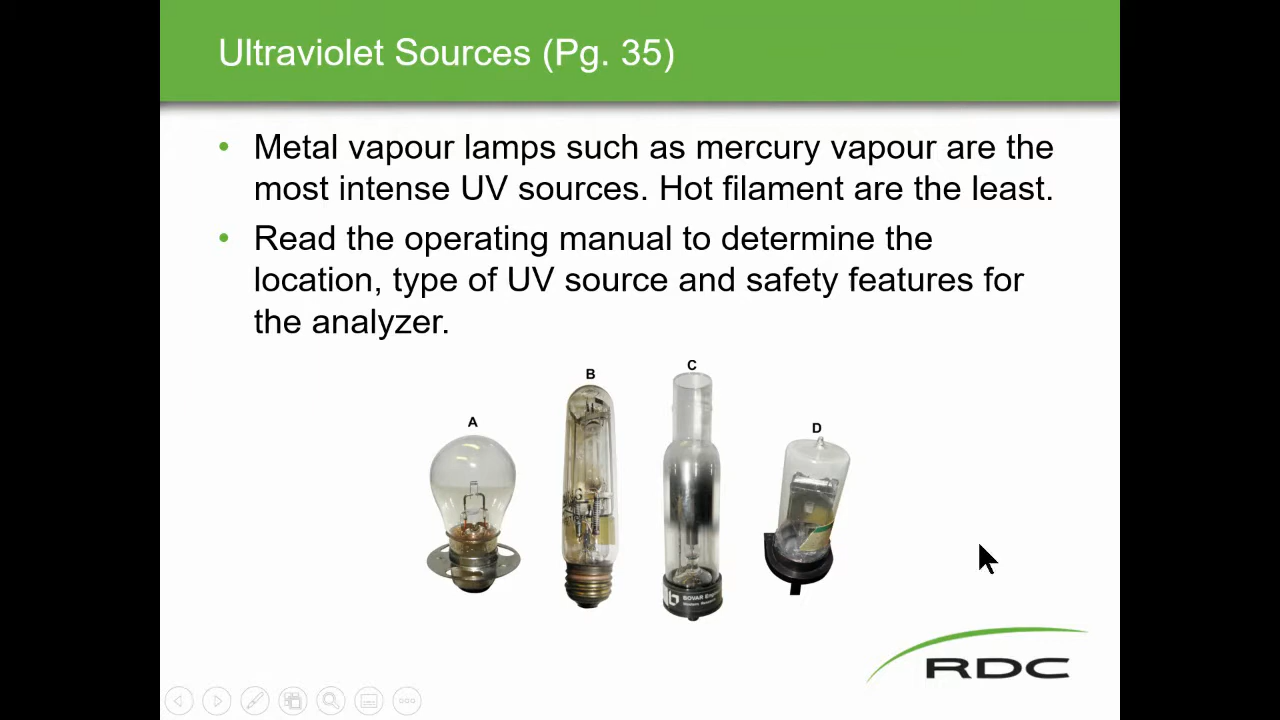 Ultraviolet Sources (Pg. 35)
• Metal vapour lamps such as mercury vapour are the
most intense UV sources. Hot filament are the least.
• Read the operating manual to determine the
location, type of UV source and safety features for
the analyzer.
C
B
A
D
BOVAR
RDC